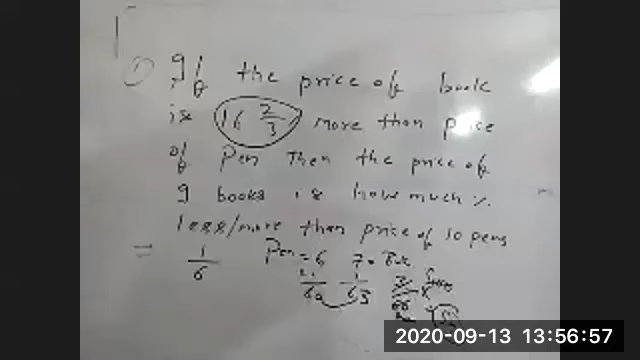 ① If the price of book
is 16 2/3 more than price
of Pen then the price of
9 books is how much %
less/more than price of 10 pens
⇒ 1/6 Pen = 6 7 =
60 63
2020-09-13 13:56:57